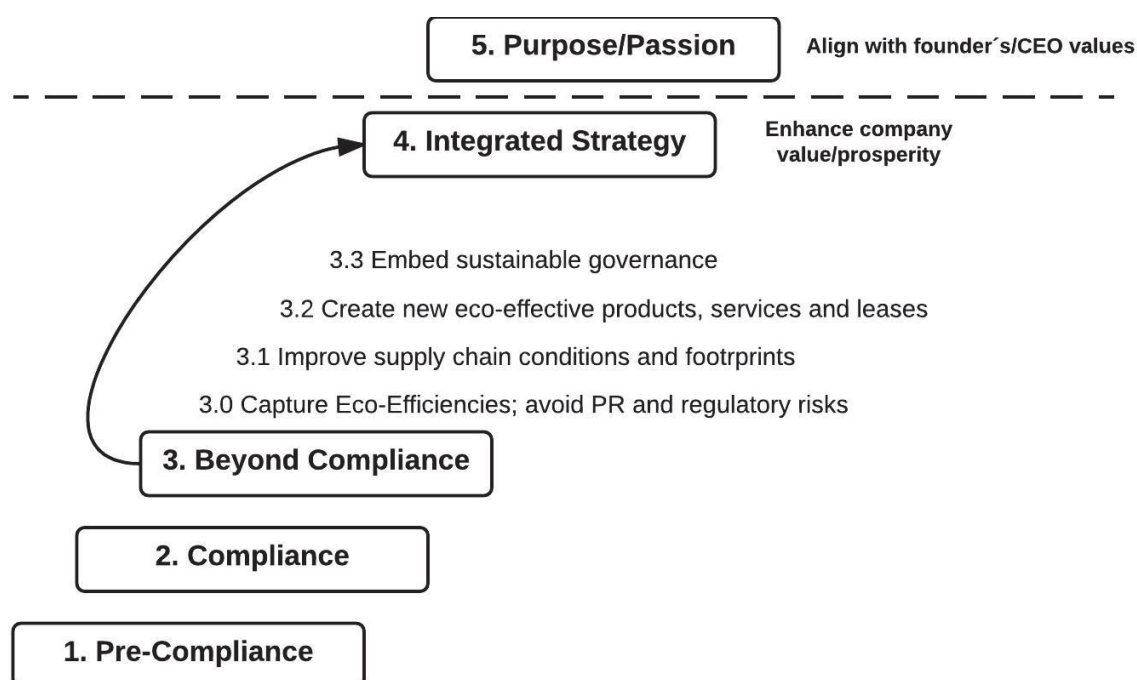 5. Purpose/Passion
Align with founder´s/CEO values
4. Integrated Strategy
Enhance company
value/prosperity
3.3 Embed sustainable governance
3.2 Create new eco-effective products, services and leases
3.1 Improve supply chain conditions and footrprints
3.0 Capture Eco-Efficiencies; avoid PR and regulatory risks
3. Beyond Compliance
2. Compliance
1. Pre-Compliance